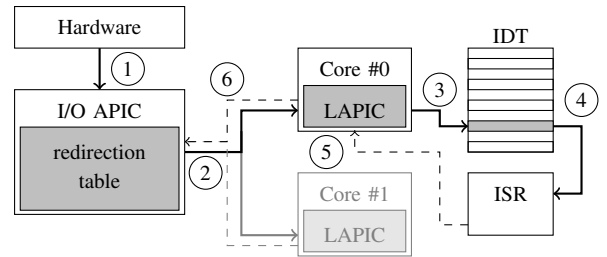 Hardware
1
I/O APIC
redirection
table
2
6
Core #0
LAPIC
3
IDT
4
5
ISR
Core #1
LAPIC